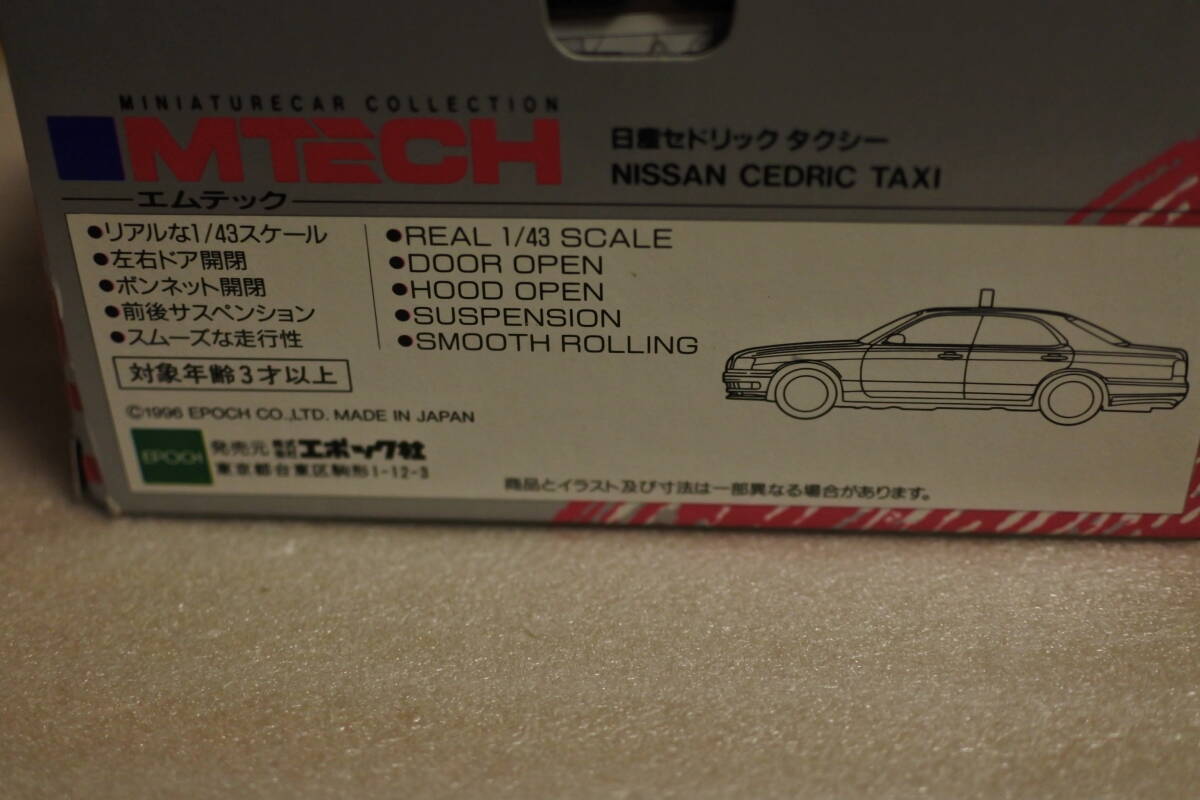 MINIATURECAR COLLECTION
MTECH
エムテック
日産セドリック タクシー
NISSAN CEDRIC TAXI
●リアルな1/43スケール
●左右ドア開閉
●ボンネット開閉
●前後サスペンション
●スムーズな走行性
●REAL 1/43 SCALE
●DOOR OPEN
●HOOD OPEN
●SUSPENSION
●SMOOTH ROLLING
対象年齢3才以上
©1996 EPOCH CO.,LTD. MADE IN JAPAN
EPOCH
発売元 株式会社 エポック社
東京都台東区駒形1-12-3
商品とイラスト及び寸法は一部異なる場合があります。